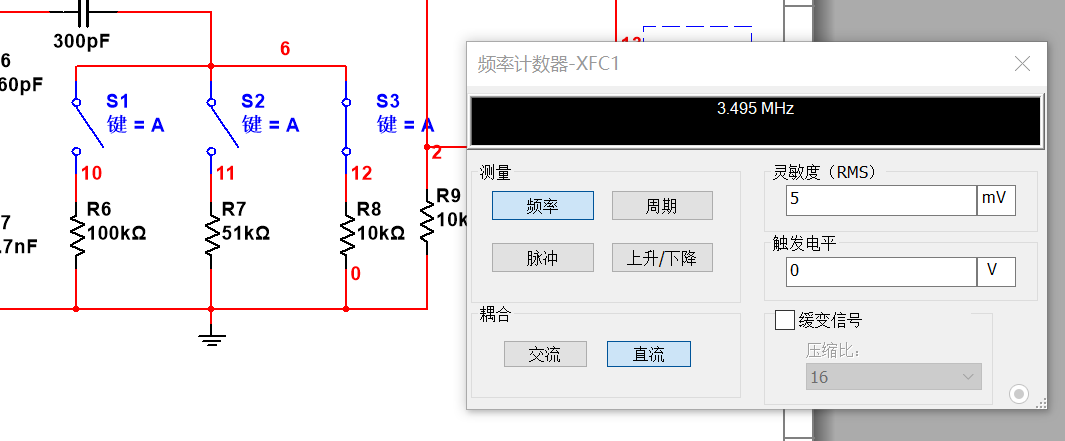 300pF
6
60pF
6
13
S1
键 = A
S2
键 = A
S3
键 = A
10
11
12
2
R6
100kΩ
R7
51kΩ
R8
10kΩ
R9
10k
7
.7nF
0
频率计数器-XFC1
3.495 MHz
测量
频率
周期
脉冲
上升/下降
耦合
交流
直流
灵敏度（RMS）
5
mV
触发电平
0
V
缓变信号
压缩比：
16